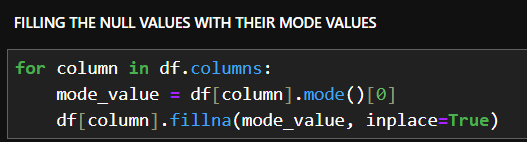 FILLING THE NULL VALUES WITH THEIR MODE VALUES
for column in df.columns:
    mode_value = df[column].mode()[0]
    df[column].fillna(mode_value, inplace=True)